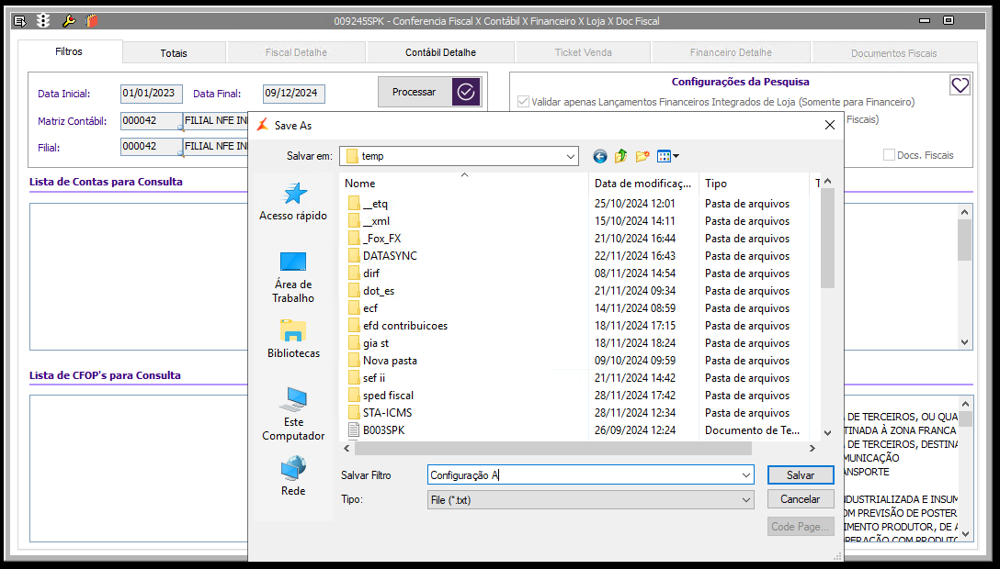 009245SPK - Conferencia Fiscal X Contábil X Financeiro X Loja X Doc Fiscal
Filtros
Totais
Fiscal Detalhe
Contábil Detalhe
Ticket Venda
Financeiro Detalhe
Documentos Fiscais
Data Inicial:
01/01/2023
Data Final:
09/12/2024
Processar
Matriz Contábil:
000042
FILIAL NFE IN
Filial:
000042
FILIAL NFE IN
Configurações da Pesquisa
Validar apenas Lançamentos Financeiros Integrados de Loja (Somente para Financeiro)
Fiscais)
Docs. Fiscais
Lista de Contas para Consulta
Lista de CFOP's para Consulta
Save As
Salvar em:
temp
Acesso rápido
Área de
Trabalho
Bibliotecas
Este
Computador
Rede
Nome Data de modificaç... Tipo T
__etq 25/10/2024 12:01 Pasta de arquivos
__xml 15/10/2024 14:11 Pasta de arquivos
_Fox_FX 21/10/2024 16:44 Pasta de arquivos
DATASYNC 22/11/2024 16:43 Pasta de arquivos
dirf 08/11/2024 14:54 Pasta de arquivos
dot_es 21/11/2024 09:34 Pasta de arquivos
ecf 14/11/2024 08:59 Pasta de arquivos
efd contribuicoes 18/11/2024 17:15 Pasta de arquivos
gia st 18/11/2024 18:24 Pasta de arquivos
Nova pasta 09/10/2024 09:59 Pasta de arquivos
sef ii 21/11/2024 14:42 Pasta de arquivos
sped fiscal 28/11/2024 17:42 Pasta de arquivos
STA-ICMS 28/11/2024 12:34 Pasta de arquivos
B003SPK 26/09/2024 12:24 Documento de Te...
Salvar Filtro
Configuração A
Salvar
Tipo:
File (*.txt)
Cancelar
Code Page...
DE TERCEIROS, OU QUA
TINADA À ZONA FRANCA
DE TERCEIROS, DESTINA
MUNICAÇÃO
ANSPORTE
NDUSTRIALIZADA E INSUM
OM PREVISÃO DE POSTER
IMENTO PRODUTOR, DE A
PERAÇÃO COM PRODUTO